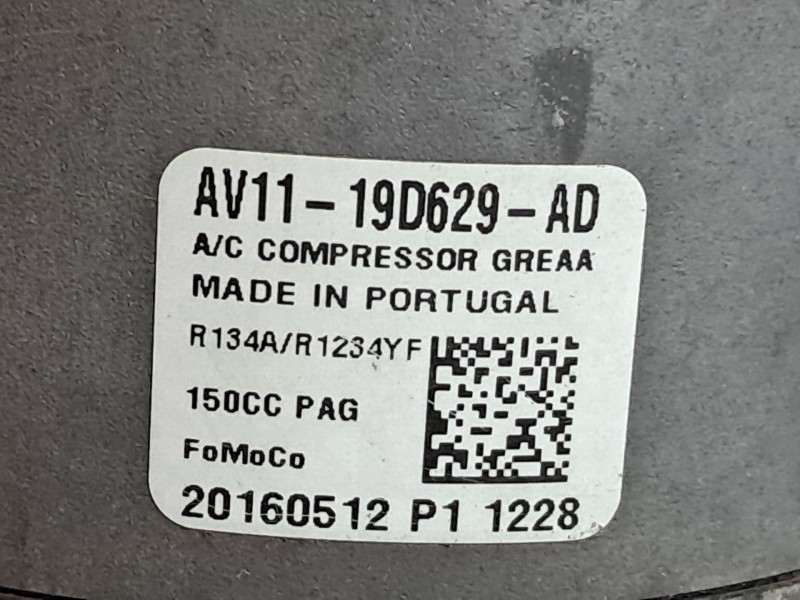 AV11-19D629-AD
A/C COMPRESSOR GREAA
MADE IN PORTUGAL
R134A/R1234YF
150CC PAG
FoMoCo
20160512 P1 1228